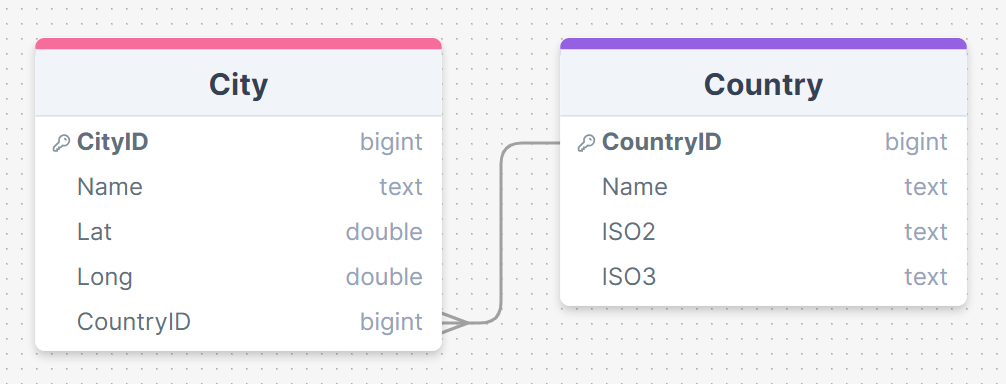 City
CityID bigint
Name text
Lat double
Long double
CountryID bigint
Country
CountryID bigint
Name text
ISO2 text
ISO3 text